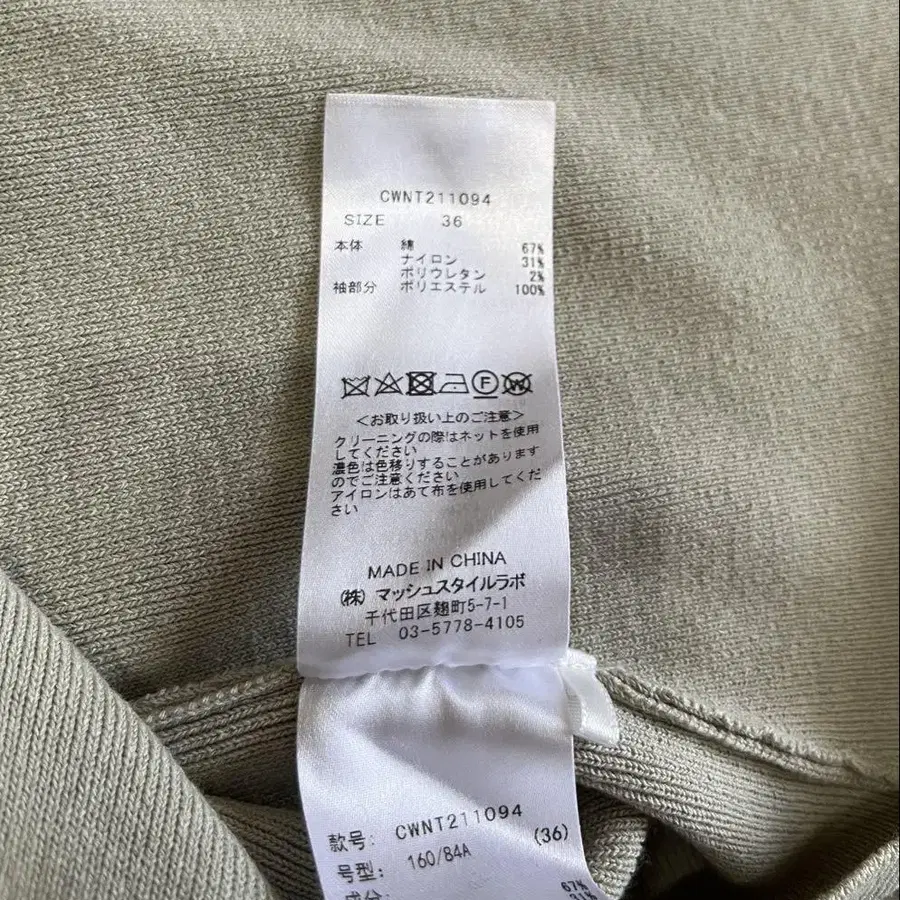 CWNT211094
SIZE 36
本体 綿 67%
ナイロン 31%
ポリウレタン 2%
袖部分 ポリエステル 100%
F W
<お取り扱い上のご注意>
クリーニングの際はネットを使用
してください
濃色は色移りすることがあります
のでご注意ください
アイロンはあて布を使用してくだ
さい
MADE IN CHINA
(株) マッシュスタイルラボ
千代田区麹町5-7-1
TEL 03-5778-4105
款号: CWNT211094 (36)
号型: 160/84A
成分: 67%
31%